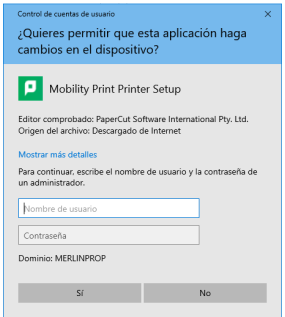 Control de cuentas de usuario
¿Quieres permitir que esta aplicación haga
cambios en el dispositivo?
Mobility Print Printer Setup
Editor comprobado: PaperCut Software International Pty. Ltd.
Origen del archivo: Descargado de Internet
Mostrar más detalles
Para continuar, escribe el nombre de usuario y la contraseña de
un administrador.
Nombre de usuario
Contraseña
Dominio: MERLINPROP
Sí
No